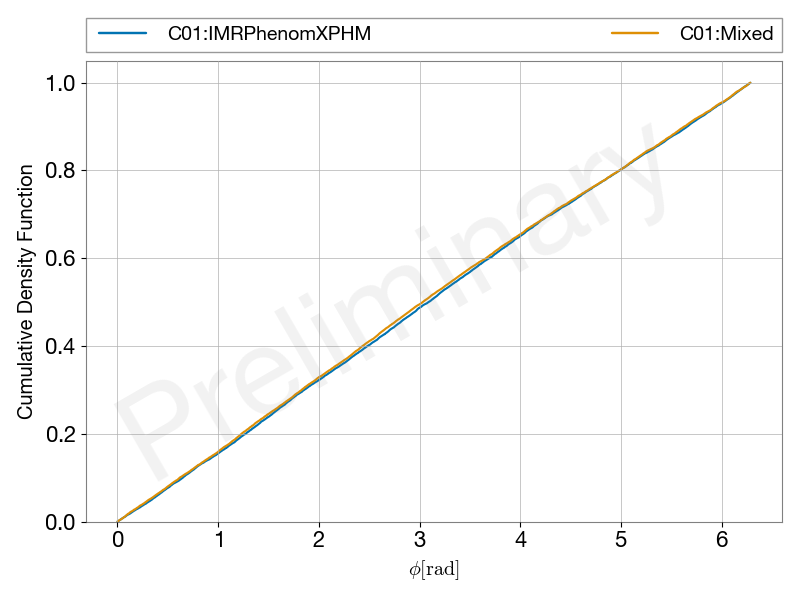 C01:IMRPhenomXPHM C01:Mixed
Cumulative Density Function
1.0
0.8
0.6
0.4
0.2
0.0
Preliminary
0 1 2 3 4 5 6
ϕ[rad]